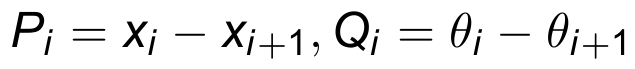 P_i = x_i − x_{i+1}, Q_i = θ_i − θ_{i+1}